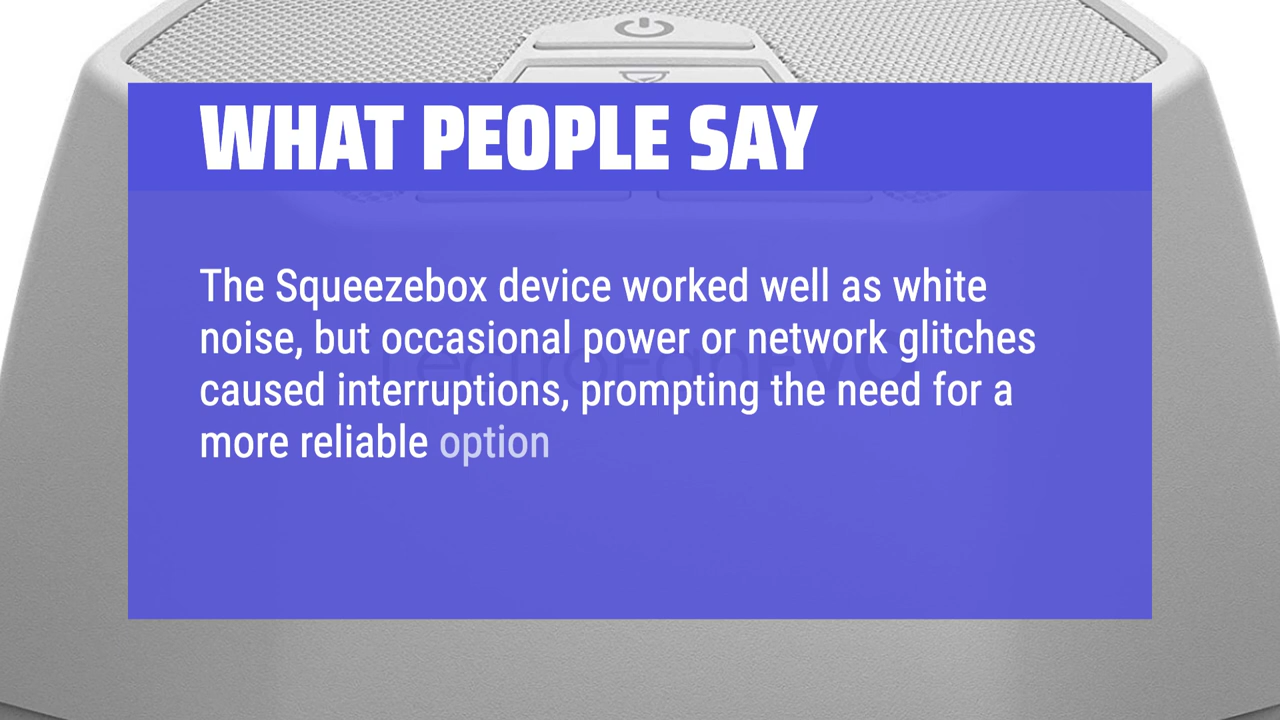 WHAT PEOPLE SAY
The Squeezebox device worked well as white
noise, but occasional power or network glitches
caused interruptions, prompting the need for a
more reliable option